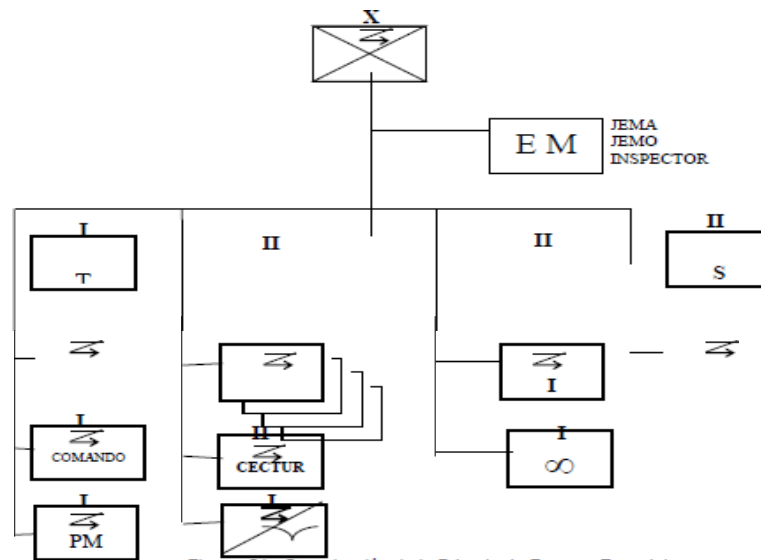 X
E M
JEMA
JEMO
INSPECTOR
I
II
II
II
T
S
I
I
COMANDO
II
CECTUR
I
∞
I
PM
I